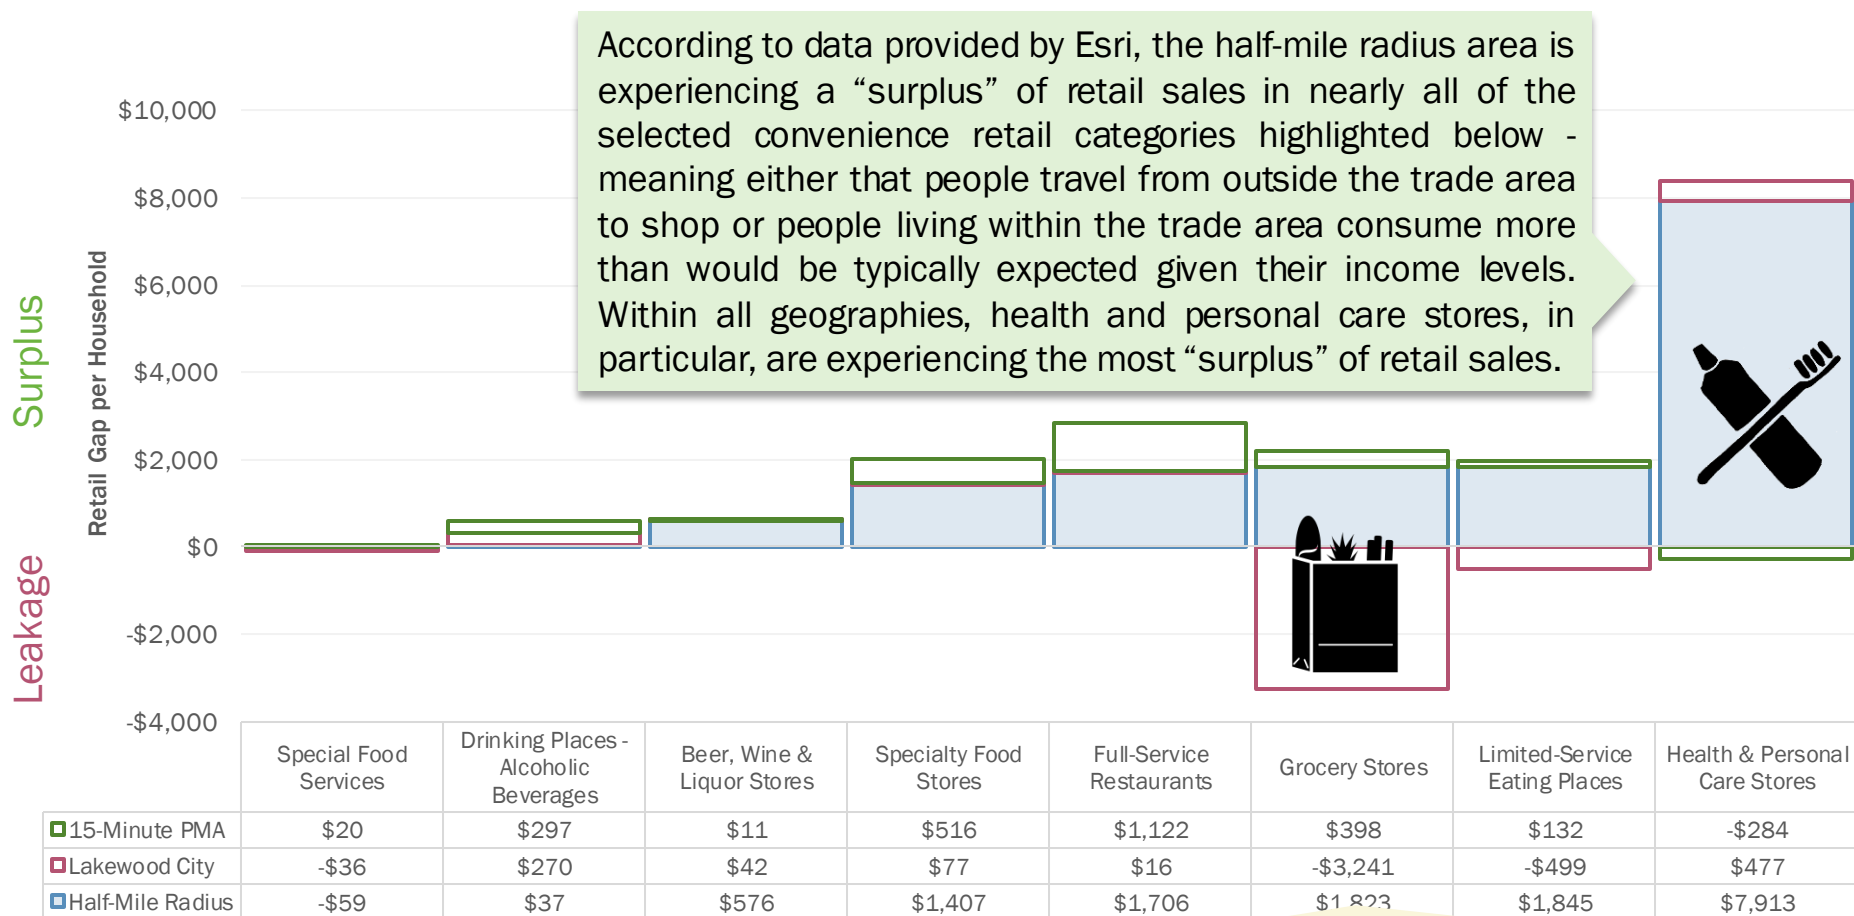 According to data provided by Esri, the half-mile radius area is
experiencing a “surplus” of retail sales in nearly all of the
selected convenience retail categories highlighted below -
meaning either that people travel from outside the trade area
to shop or people living within the trade area consume more
than would be typically expected given their income levels.
Within all geographies, health and personal care stores, in
particular, are experiencing the most “surplus” of retail sales.
Surplus
Leakage
Retail Gap per Household
$10,000
$8,000
$6,000
$4,000
$2,000
$0
-$2,000
-$4,000
Special Food
Services
Drinking Places -
Alcoholic
Beverages
Beer, Wine &
Liquor Stores
Specialty Food
Stores
Full-Service
Restaurants
Grocery Stores
Limited-Service
Eating Places
Health & Personal
Care Stores
15-Minute PMA $20 $297 $11 $516 $1,122 $398 $132 -$284
Lakewood City -$36 $270 $42 $77 $16 -$3,241 -$499 $477
Half-Mile Radius -$59 $37 $576 $1,407 $1,706 $1,823 $1,845 $7,913